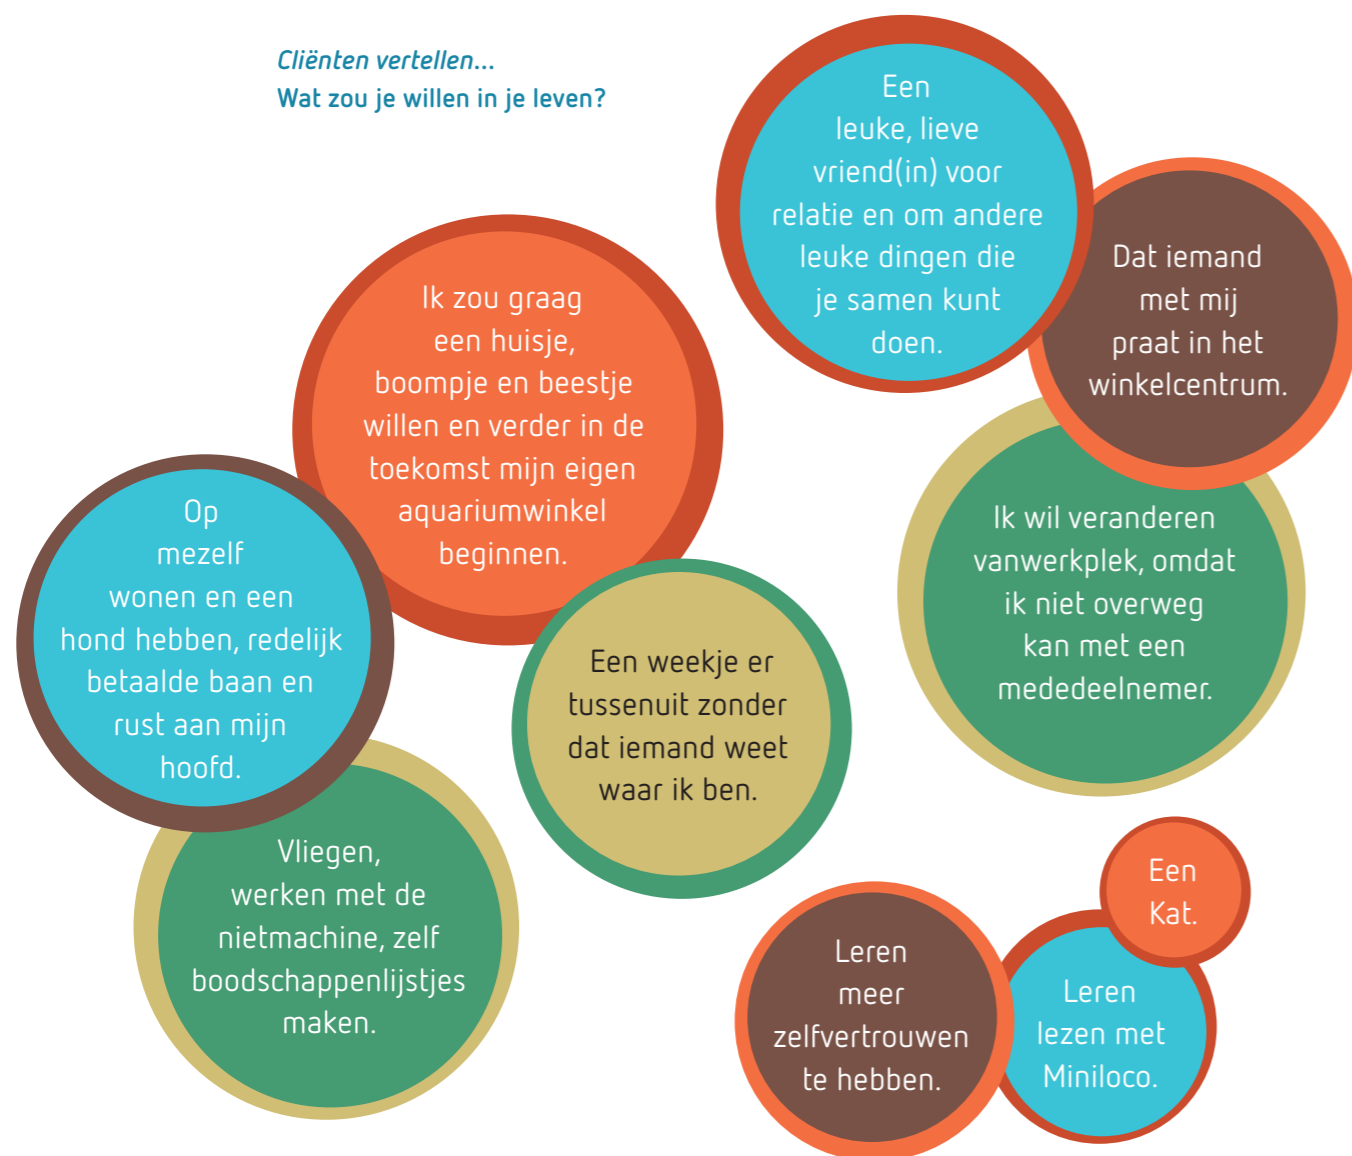 Cliënten vertellen...
Wat zou je willen in je leven?
Een
leuke, lieve
vriend(in) voor
relatie en om andere
leuke dingen die
je samen kunt
doen.
Dat iemand
met mij
praat in het
winkelcentrum.
Ik zou graag
een huisje,
boompje en beestje
willen en verder in de
toekomst mijn eigen
aquariumwinkel
beginnen.
Op
mezelf
wonen en een
hond hebben, redelijk
betaalde baan en
rust aan mijn
hoofd.
Ik wil veranderen
vanwerkplek, omdat
ik niet overweg
kan met een
mededeelnemer.
Een weekje er
tussenuit zonder
dat iemand weet
waar ik ben.
Vliegen,
werken met de
nietmachine, zelf
boodschappenlijstjes
maken.
Een
Kat.
Leren
meer
zelfvertrouwen
te hebben.
Leren
lezen met
Miniloco.